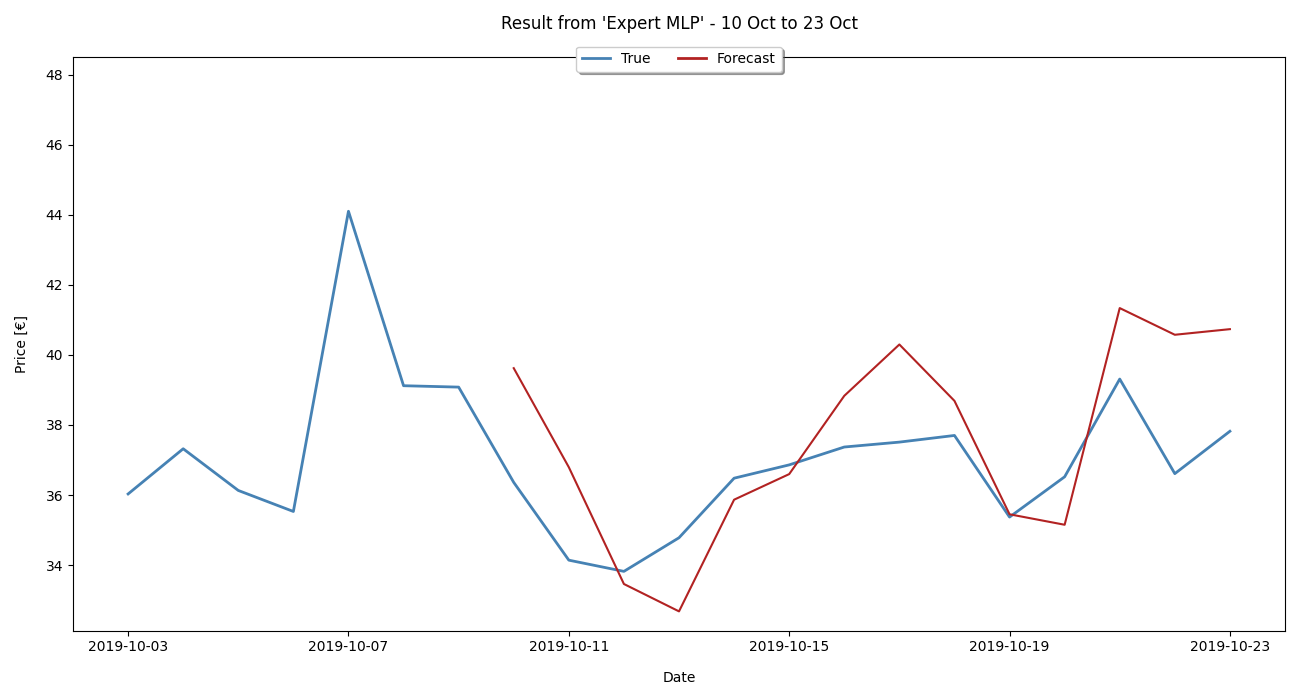 Result from 'Expert MLP' - 10 Oct to 23 Oct
True Forecast
48
46
44
42
40
38
36
34
Price [€]
2019-10-03 2019-10-07 2019-10-11 2019-10-15 2019-10-19 2019-10-23
Date